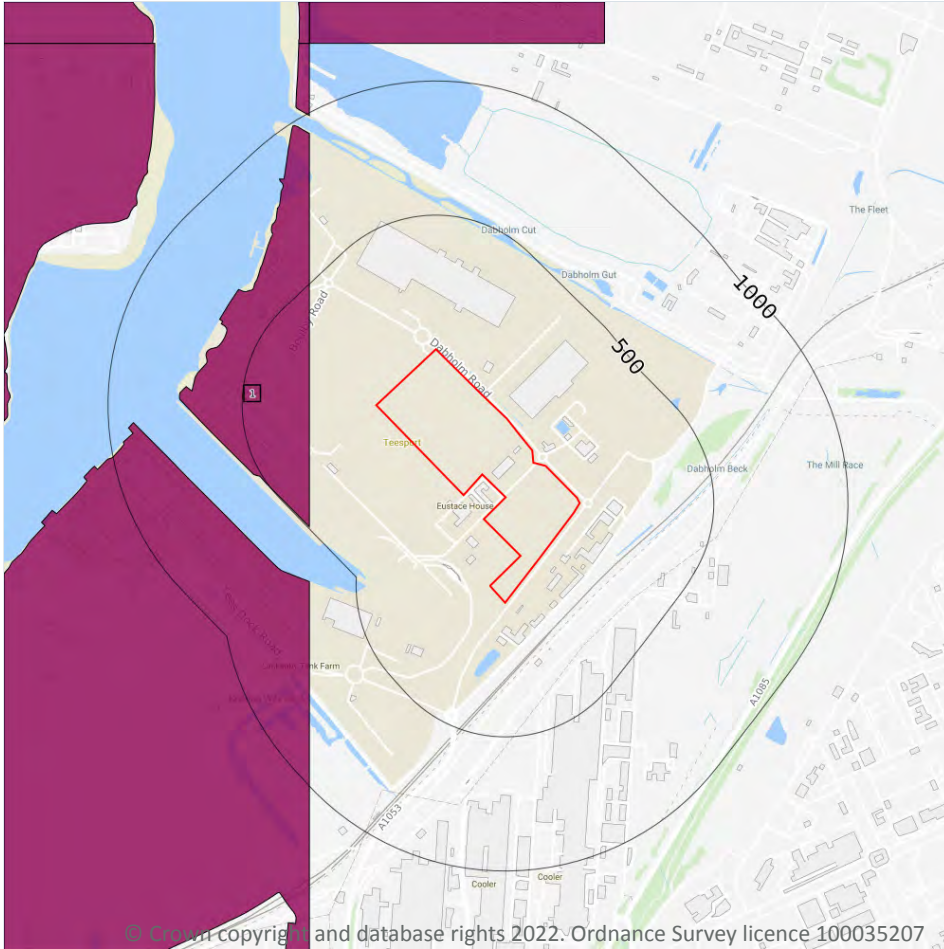 The Fleet
Dabholm Cut
Dabholm Gut
1000
500
Dabholm Road
1
Teesport
Dabholm Beck
The Mill Race
Eustace House
A1085
A1053
Cooler
Cooler
© Crown copyright and database rights 2022. Ordnance Survey licence 100035207